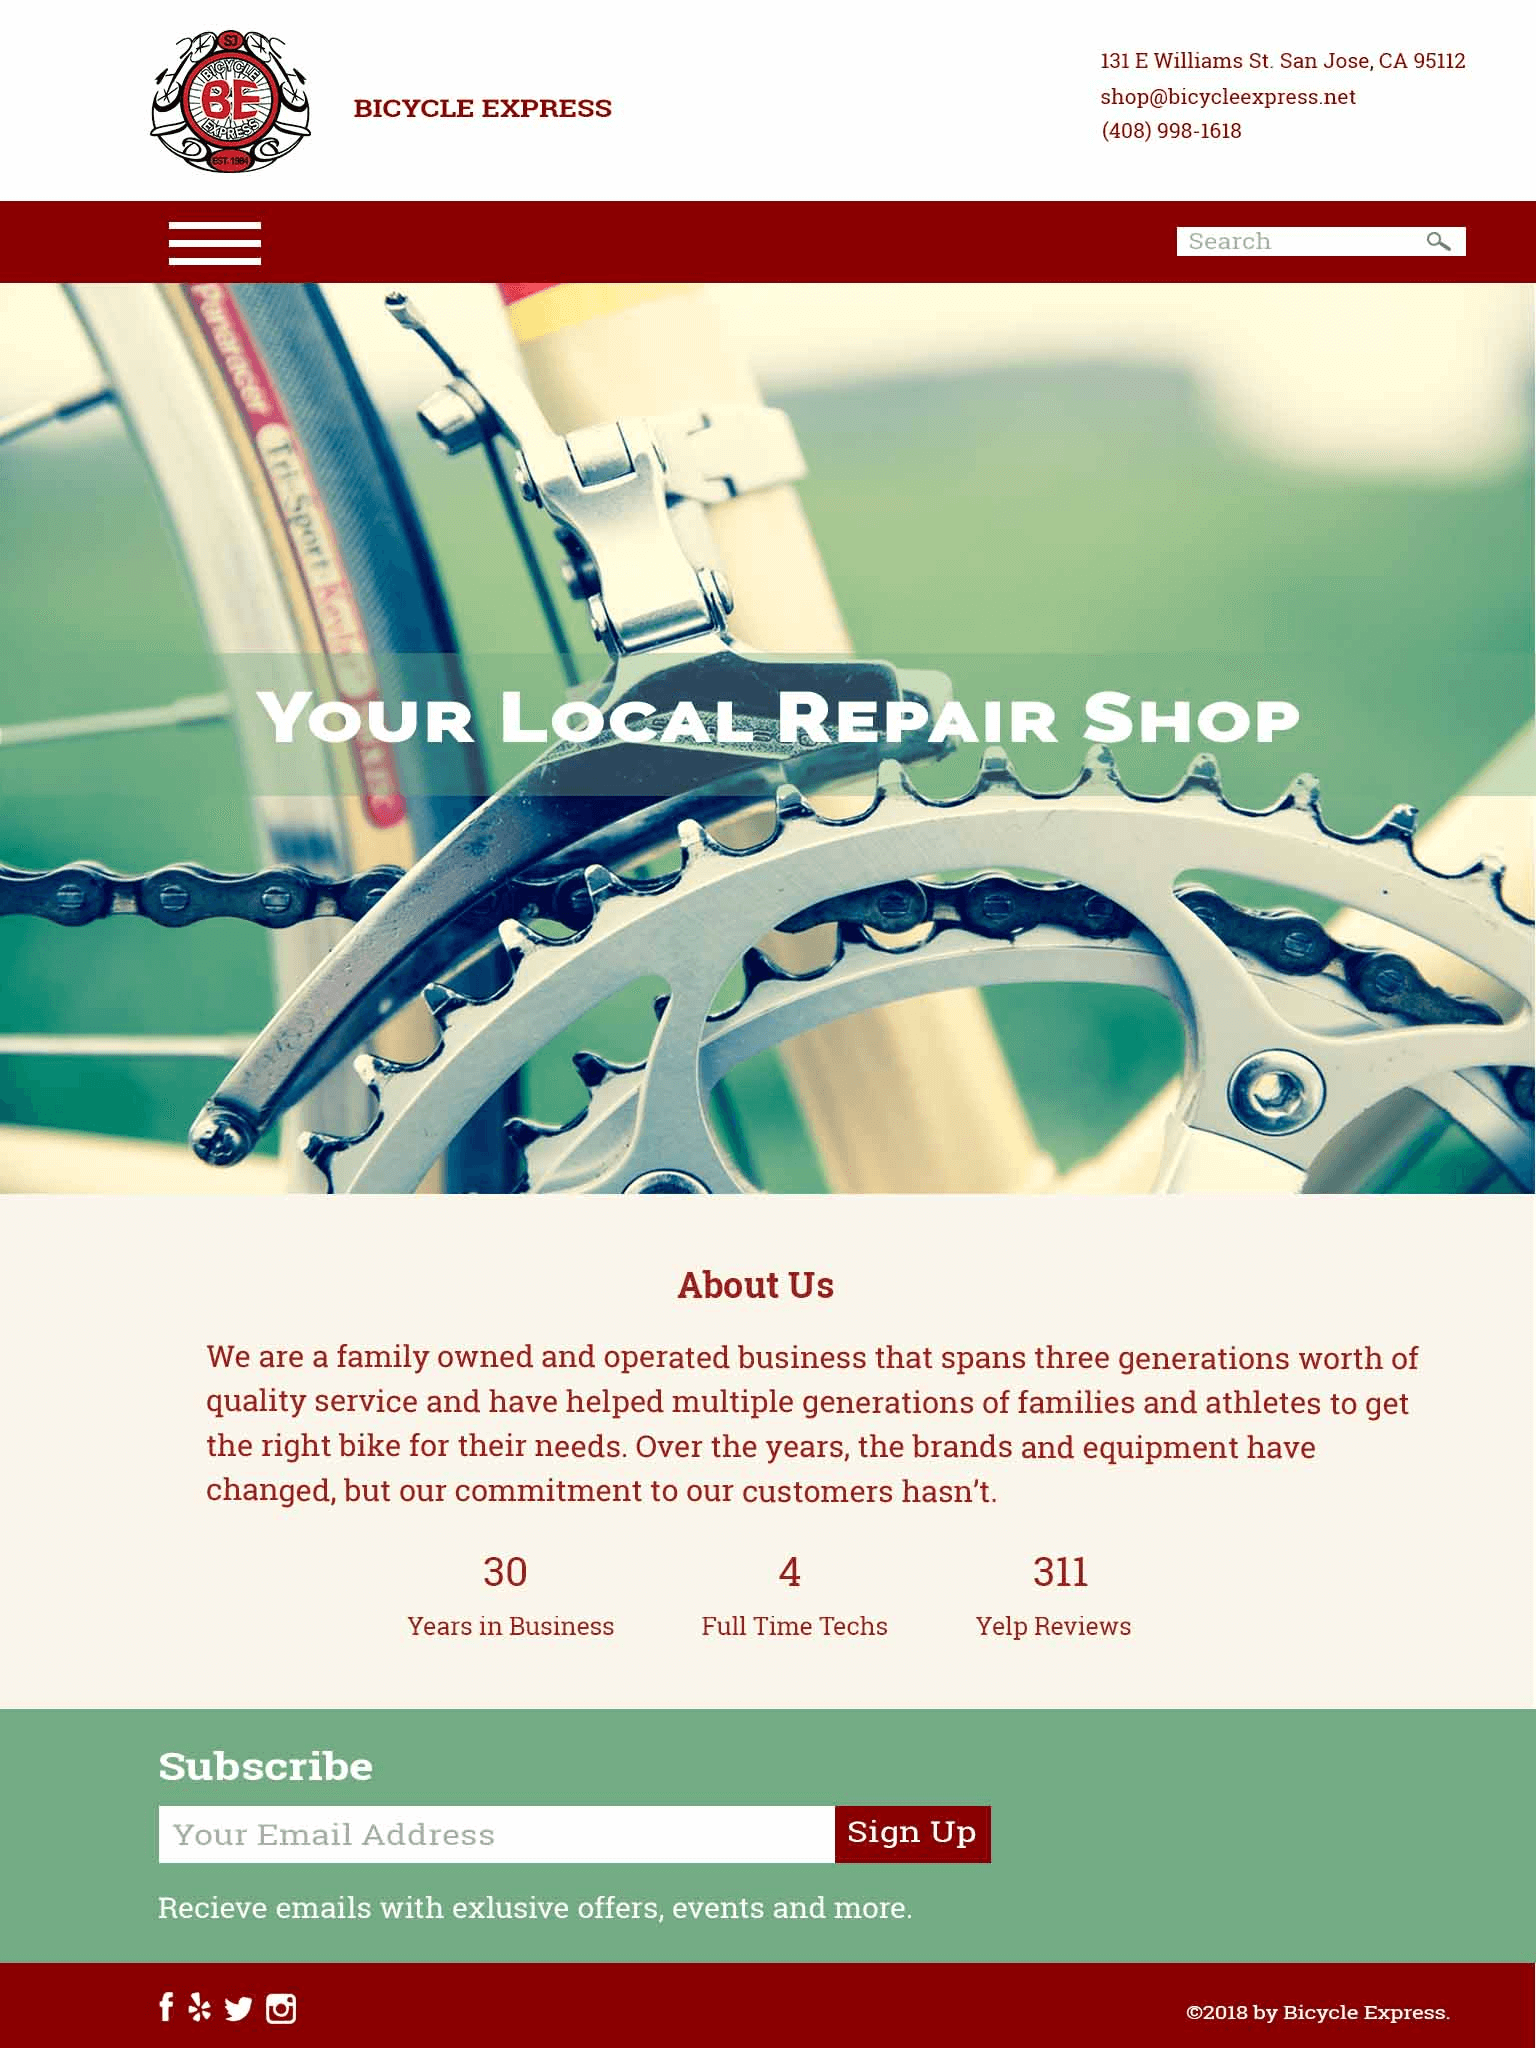 SJ
BICYCLE
BE
EXPRESS
EST. 1984
BICYCLE EXPRESS
131 E Williams St. San Jose, CA 95112
shop@bicycleexpress.net
(408) 998-1618
Search
Panaracer
Tri-Sport
YOUR LOCAL REPAIR SHOP
About Us
We are a family owned and operated business that spans three generations worth of
quality service and have helped multiple generations of families and athletes to get
the right bike for their needs. Over the years, the brands and equipment have
changed, but our commitment to our customers hasn't.
30 4 311
Years in Business Full Time Techs Yelp Reviews
Subscribe
Your Email Address Sign Up
Recieve emails with exlusive offers, events and more.
©2018 by Bicycle Express.